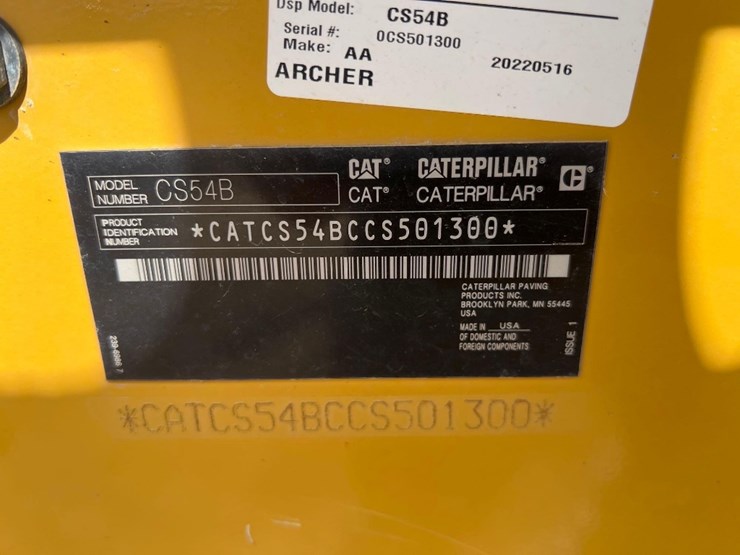 Dsp Model: CS54B
Serial #: 0CS501300
Make: AA 20220516
ARCHER
CAT® CATERPILLAR® C
MODEL NUMBER CS54B CAT® CATERPILLAR®
PRODUCT
IDENTIFICATION
NUMBER *CATCS54BCCS501300*
CATERPILLAR PAVING
PRODUCTS INC.
BROOKLYN PARK, MN 55445
USA
MADE IN USA
OF DOMESTIC AND
FOREIGN COMPONENTS
ISSUE 1
*CATCS54BCCS501300*